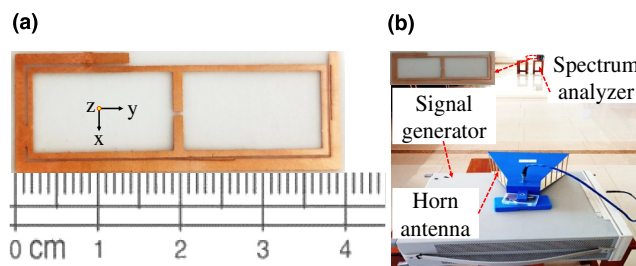 (a)
z
y
x
0 cm 1 2 3 4
(b)
Spectrum
analyzer
Signal
generator
Horn
antenna